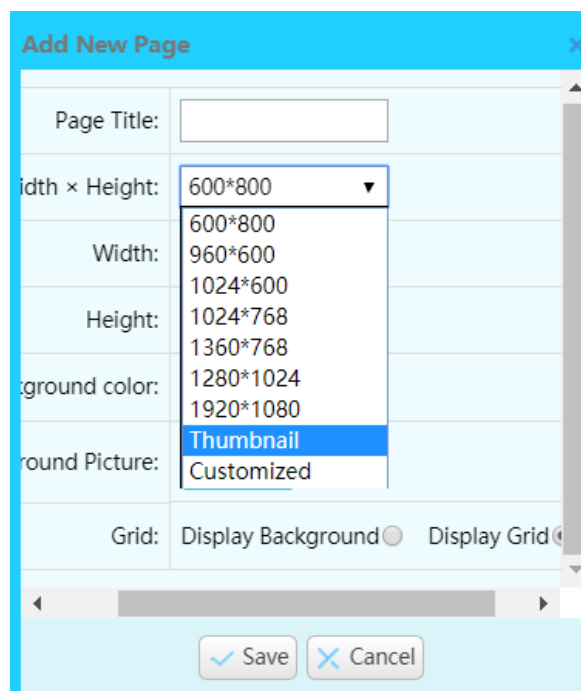 Add New Page
Page Title:
idth × Height: 600*800
600*800
Width: 960*600
1024*600
Height: 1024*768
1360*768
ground color: 1280*1024
1920*1080
Thumbnail
round Picture: Customized
Grid: Display Background Display Grid
Save Cancel